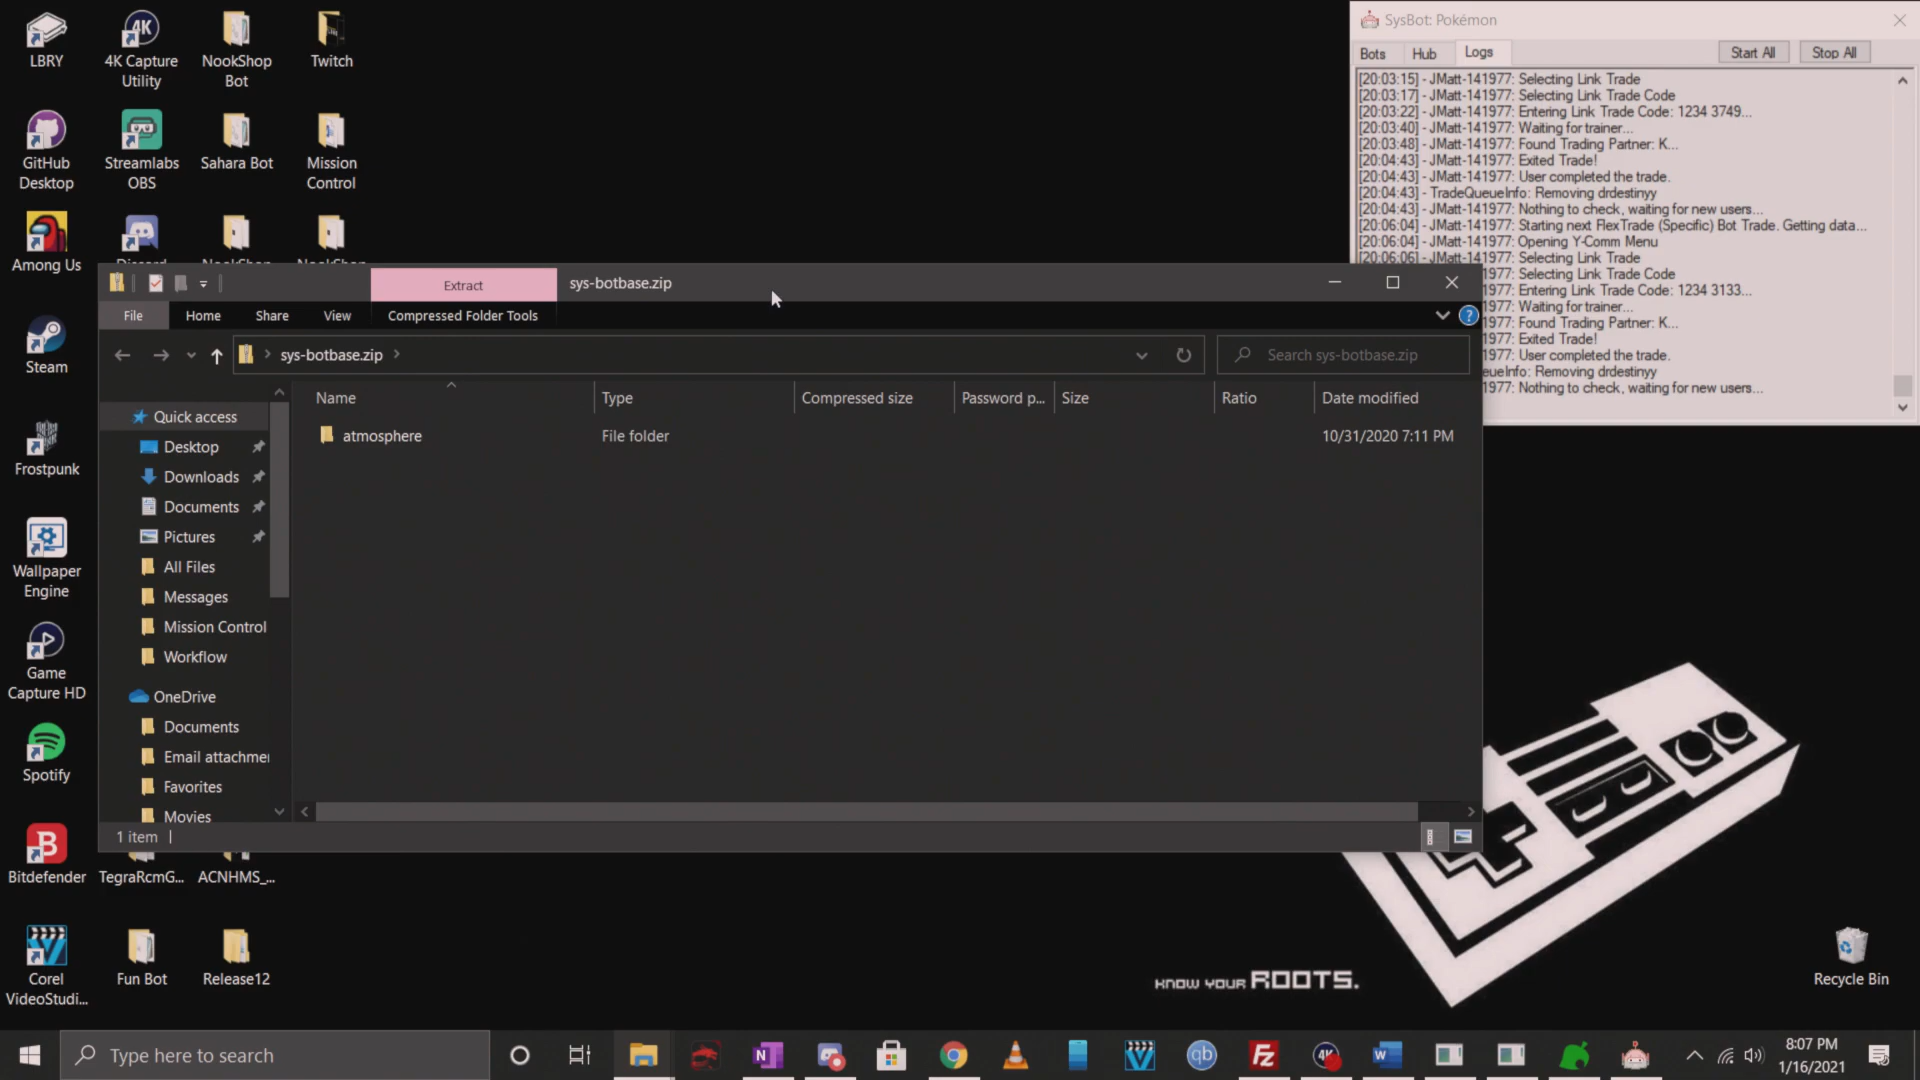 LBRY
4K Capture
Utility
NookShop
Bot
Twitch
GitHub
Desktop
Streamlabs
OBS
Sahara Bot
Mission
Control
Among Us
Steam
Frostpunk
Wallpaper
Engine
Game
Capture HD
Spotify
Bitdefender
TegraRcmG...
ACNHMS_...
Corel
VideoStudi...
Fun Bot
Release12
SysBot: Pokémon
Bots
Hub
Logs
Start All
Stop All
[20:03:15] - JMatt-141977: Selecting Link Trade
[20:03:17] - JMatt-141977: Selecting Link Trade Code
[20:03:22] - JMatt-141977: Entering Link Trade Code: 1234 3749...
[20:03:40] - JMatt-141977: Waiting for trainer...
[20:03:48] - JMatt-141977: Found Trading Partner: K...
[20:04:43] - JMatt-141977: Exited Trade!
[20:04:43] - JMatt-141977: User completed the trade.
[20:04:43] - TradeQueueInfo: Removing drdestinyy
[20:04:43] - JMatt-141977: Nothing to check, waiting for new users...
[20:06:04] - JMatt-141977: Starting next FlexTrade (Specific) Bot Trade. Getting data...
[20:06:04] - JMatt-141977: Opening Y-Comm Menu
[20:06:06] - JMatt-141977: Selecting Link Trade
1977: Selecting Link Trade Code
1977: Entering Link Trade Code: 1234 3133...
1977: Waiting for trainer...
1977: Found Trading Partner: K...
1977: Exited Trade!
1977: User completed the trade.
ueInfo: Removing drdestinyy
1977: Nothing to check, waiting for new users...
Extract
sys-botbase.zip
File
Home
Share
View
Compressed Folder Tools
sys-botbase.zip
Search sys-botbase.zip
Name
Type
Compressed size
Password p...
Size
Ratio
Date modified
atmosphere
File folder
10/31/2020 7:11 PM
Quick access
Desktop
Downloads
Documents
Pictures
All Files
Messages
Mission Control
Workflow
OneDrive
Documents
Email attachmer
Favorites
Movies
1 item
KNOW YOUR ROOTS.
Recycle Bin
Type here to search
8:07 PM
1/16/2021